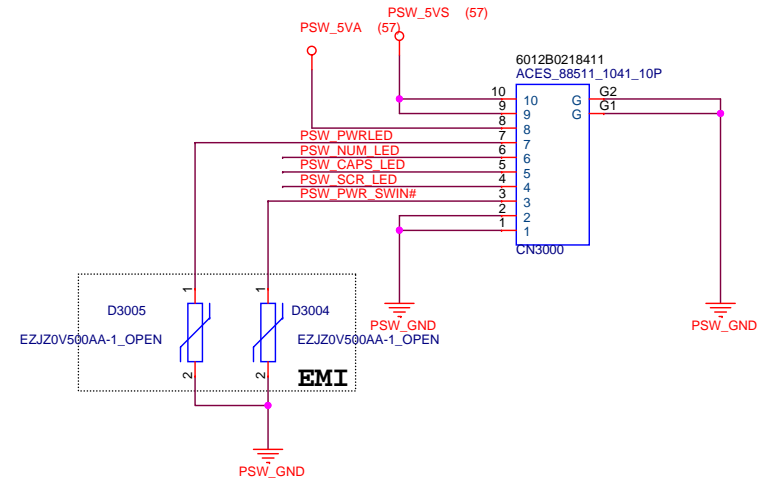 PSW_5VS (57)
PSW_5VA (57)
6012B0218411
ACES_88511_1041_10P
10 10 G G2
9 9 G G1
8 8
PSW_PWRLED 7 7
PSW_NUM_LED 6 6
PSW_CAPS_LED 5 5
PSW_SCR_LED 4 4
PSW_PWR_SWIN# 3 3
2 2
1 1
CN3000
1 1
D3005 D3004
PSW_GND PSW_GND
EZJZ0V500AA-1_OPEN EZJZ0V500AA-1_OPEN
2 2 EMI
PSW_GND